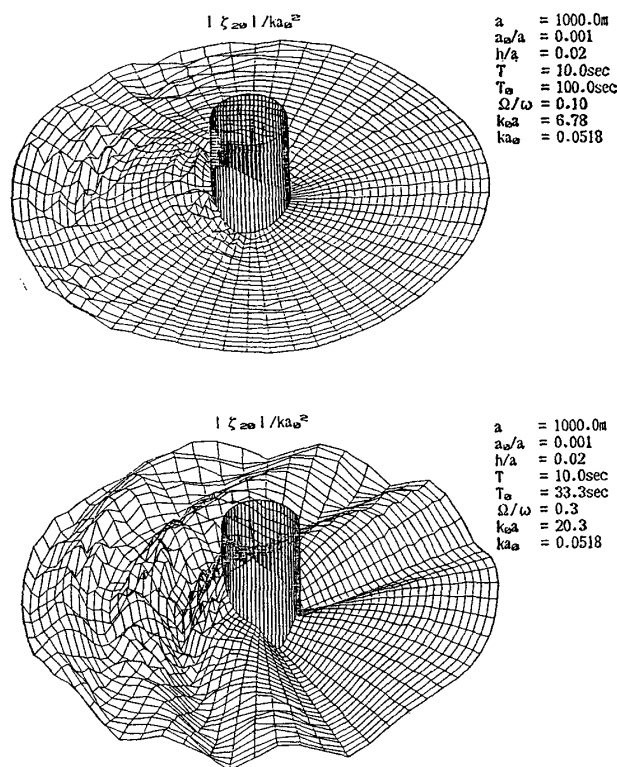 | ζ₂₀ | /ka₀²
a = 1000.0m
a₀/a = 0.001
h/a = 0.02
T = 10.0sec
T₀ = 100.0sec
Ω/ω = 0.10
k₀a = 6.78
ka₀ = 0.0518
| ζ₂₀ | /ka₀²
a = 1000.0m
a₀/a = 0.001
h/a = 0.02
T = 10.0sec
T₀ = 33.3sec
Ω/ω = 0.3
k₀a = 20.3
ka₀ = 0.0518